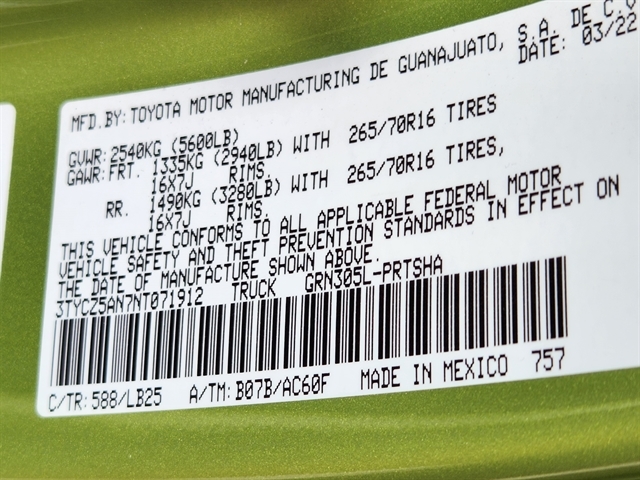 MFD.BY: TOYOTA MOTOR MANUFACTURING DE GUANAJUATO, S.A. DE C.V
DATE: 03/22
GVWR: 2540KG (5600LB)
GAWR: FRT. 1335KG (2940LB) WITH 265/70R16 TIRES
16X7J RIMS.
RR. 1490KG (3280LB) WITH 265/70R16 TIRES,
16X7J RIMS.
THIS VEHICLE CONFORMS TO ALL APPLICABLE FEDERAL MOTOR
VEHICLE SAFETY AND THEFT PREVENTION STANDARDS IN EFFECT ON
THE DATE OF MANUFACTURE SHOWN ABOVE.
3TYCZ5AN7NT071912 TRUCK GRN305L-PRTSHA
C/TR: 588/LB25 A/TM: B07B/AC60F MADE IN MEXICO 757